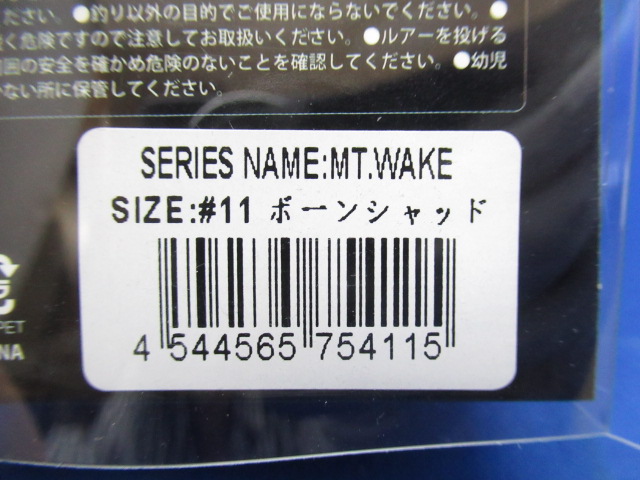 ださい。●釣り以外の目的でご使用にならないでください。●
く危険ですので注意してお取扱いください。●ルアーを投げる
囲の安全を確かめ危険のないことを確認してください。●幼児
ない所に保管してください。
SERIES NAME:MT.WAKE
SIZE:#11 ボーンシャッド
4 544565 754115
PET
NA